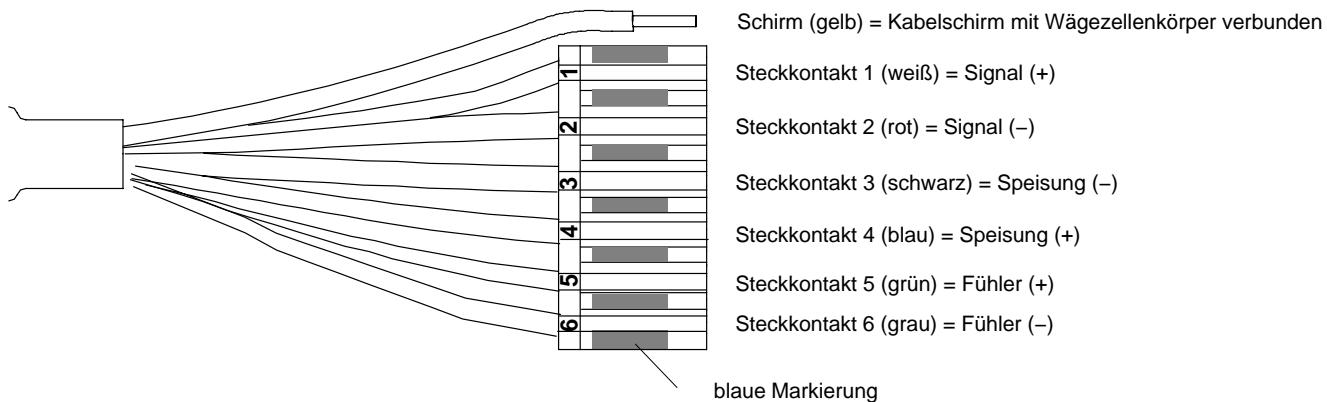 Schirm (gelb) = Kabelschirm mit Wägezellenkörper verbunden
1 Steckkontakt 1 (weiß) = Signal (+)
2 Steckkontakt 2 (rot) = Signal (−)
3 Steckkontakt 3 (schwarz) = Speisung (−)
4 Steckkontakt 4 (blau) = Speisung (+)
5 Steckkontakt 5 (grün) = Fühler (+)
6 Steckkontakt 6 (grau) = Fühler (−)
blaue Markierung